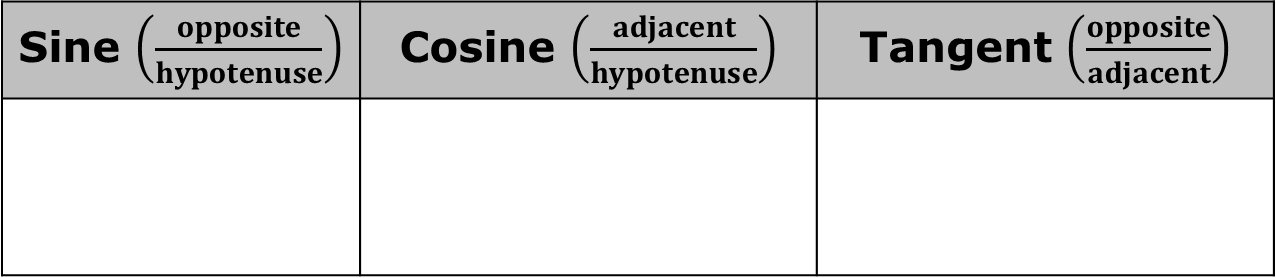 Sine (opposite/hypotenuse)
Cosine (adjacent/hypotenuse)
Tangent (opposite/adjacent)